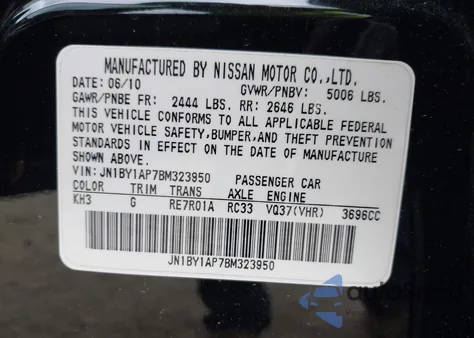 MANUFACTURED BY NISSAN MOTOR CO.,LTD.
DATE: 06/10 GVWR/PNBV: 5006 LBS.
GAWR/PNBE FR: 2444 LBS. RR: 2646 LBS.
THIS VEHICLE CONFORMS TO ALL APPLICABLE FEDERAL
MOTOR VEHICLE SAFETY,BUMPER,AND THEFT PREVENTION
STANDARDS IN EFFECT ON THE DATE OF MANUFACTURE
SHOWN ABOVE.
VIN: JN1BY1AP7BM323950 PASSENGER CAR
COLOR TRIM TRANS AXLE ENGINE
KH3 G RE7R01A RC33 VQ37(VHR) 3696CC
JN1BY1AP7BM323950